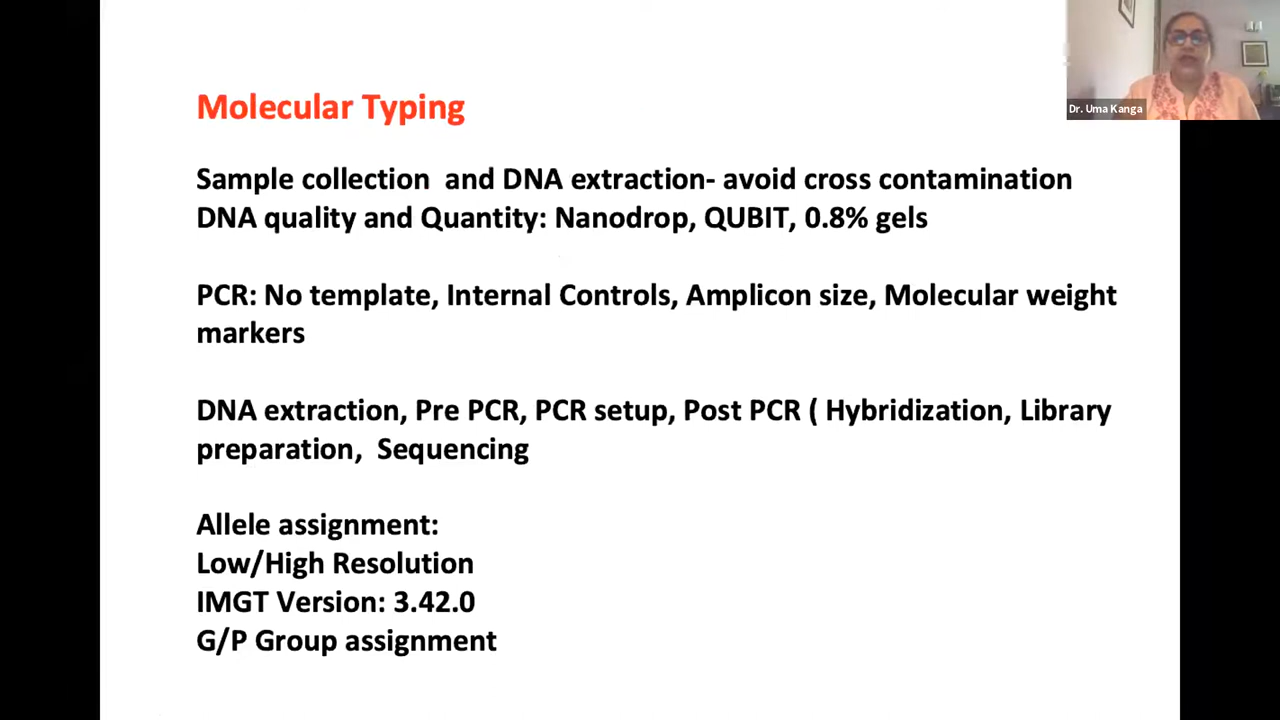 Dr. Uma Kanga
Molecular Typing
Sample collection  and DNA extraction- avoid cross contamination
DNA quality and Quantity: Nanodrop, QUBIT, 0.8% gels
PCR: No template, Internal Controls, Amplicon size, Molecular weight
markers
DNA extraction, Pre PCR, PCR setup, Post PCR ( Hybridization, Library
preparation,  Sequencing
Allele assignment:
Low/High Resolution
IMGT Version: 3.42.0
G/P Group assignment